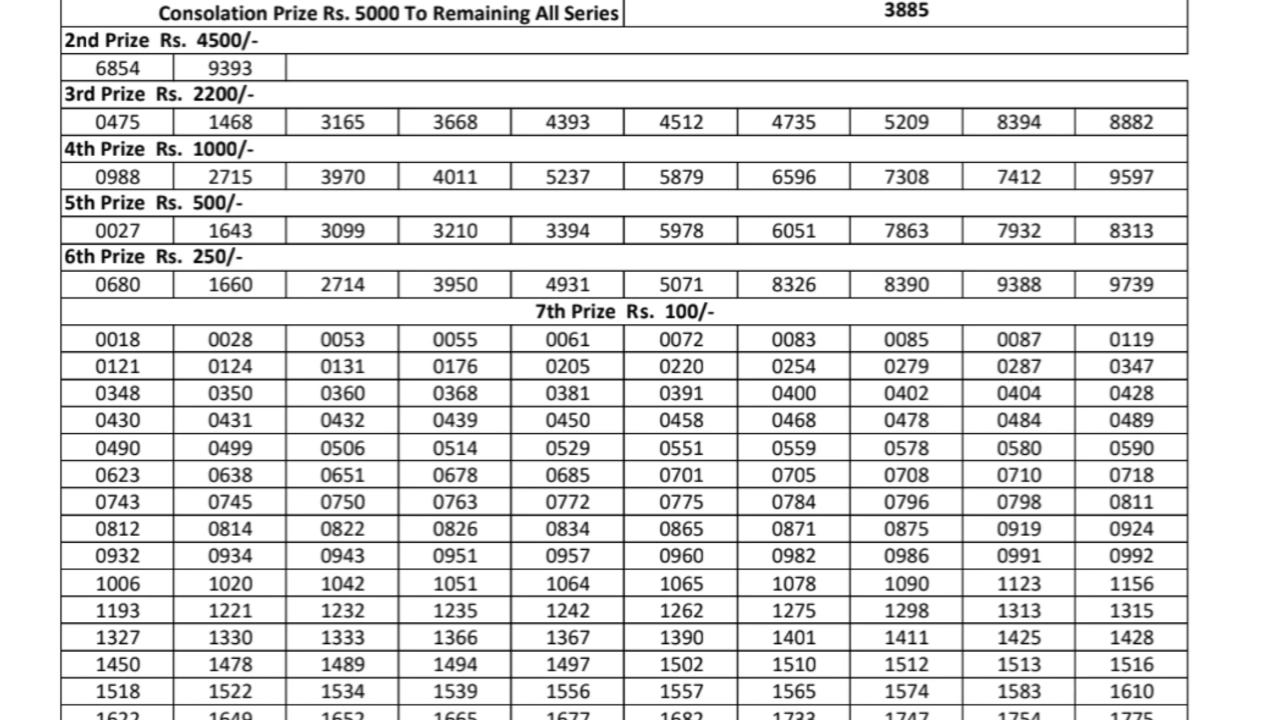 Consolation Prize Rs. 5000 To Remaining All Series 3885
2nd Prize Rs. 4500/-
6854 9393
3rd Prize Rs. 2200/-
0475 1468 3165 3668 4393 4512 4735 5209 8394 8882
4th Prize Rs. 1000/-
0988 2715 3970 4011 5237 5879 6596 7308 7412 9597
5th Prize Rs. 500/-
0027 1643 3099 3210 3394 5978 6051 7863 7932 8313
6th Prize Rs. 250/-
0680 1660 2714 3950 4931 5071 8326 8390 9388 9739
7th Prize Rs. 100/-
0018 0028 0053 0055 0061 0072 0083 0085 0087 0119
0121 0124 0131 0176 0205 0220 0254 0279 0287 0347
0348 0350 0360 0368 0381 0391 0400 0402 0404 0428
0430 0431 0432 0439 0450 0458 0468 0478 0484 0489
0490 0499 0506 0514 0529 0551 0559 0578 0580 0590
0623 0638 0651 0678 0685 0701 0705 0708 0710 0718
0743 0745 0750 0763 0772 0775 0784 0796 0798 0811
0812 0814 0822 0826 0834 0865 0871 0875 0919 0924
0932 0934 0943 0951 0957 0960 0982 0986 0991 0992
1006 1020 1042 1051 1064 1065 1078 1090 1123 1156
1193 1221 1232 1235 1242 1262 1275 1298 1313 1315
1327 1330 1333 1366 1367 1390 1401 1411 1425 1428
1450 1478 1489 1494 1497 1502 1510 1512 1513 1516
1518 1522 1534 1539 1556 1557 1565 1574 1583 1610
1622 1649 1652 1665 1677 1682 1733 1747 1754 1775